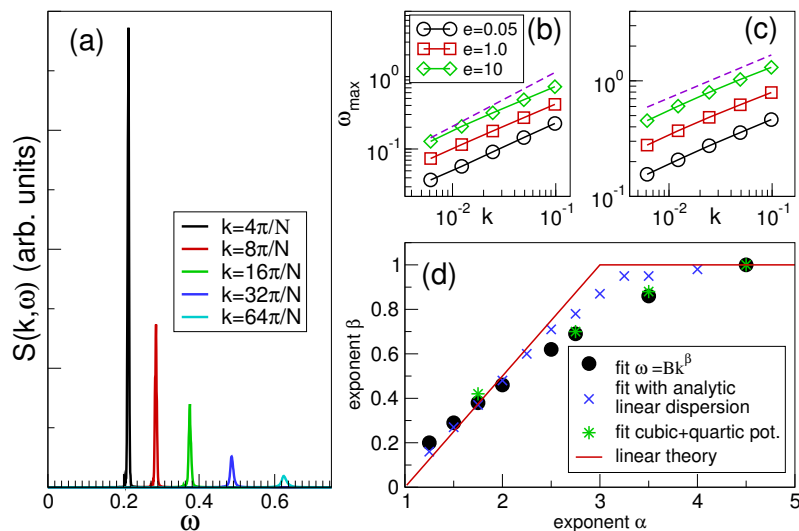 (a)
S(k,ω) (arb. units)
k=4π/N
k=8π/N
k=16π/N
k=32π/N
k=64π/N
0
0.2
0.4
0.6
ω
(b)
e=0.05
e=1.0
e=10
ω_max
10^0
10^-1
10^-2
k
10^-1
(c)
10^0
10^-1
10^-2
k
10^-1
(d)
exponent β
1
0.8
0.6
0.4
0.2
0
fit ω =Bk^β
fit with analytic
linear dispersion
fit cubic+quartic pot.
linear theory
1
2
3
4
5
exponent α